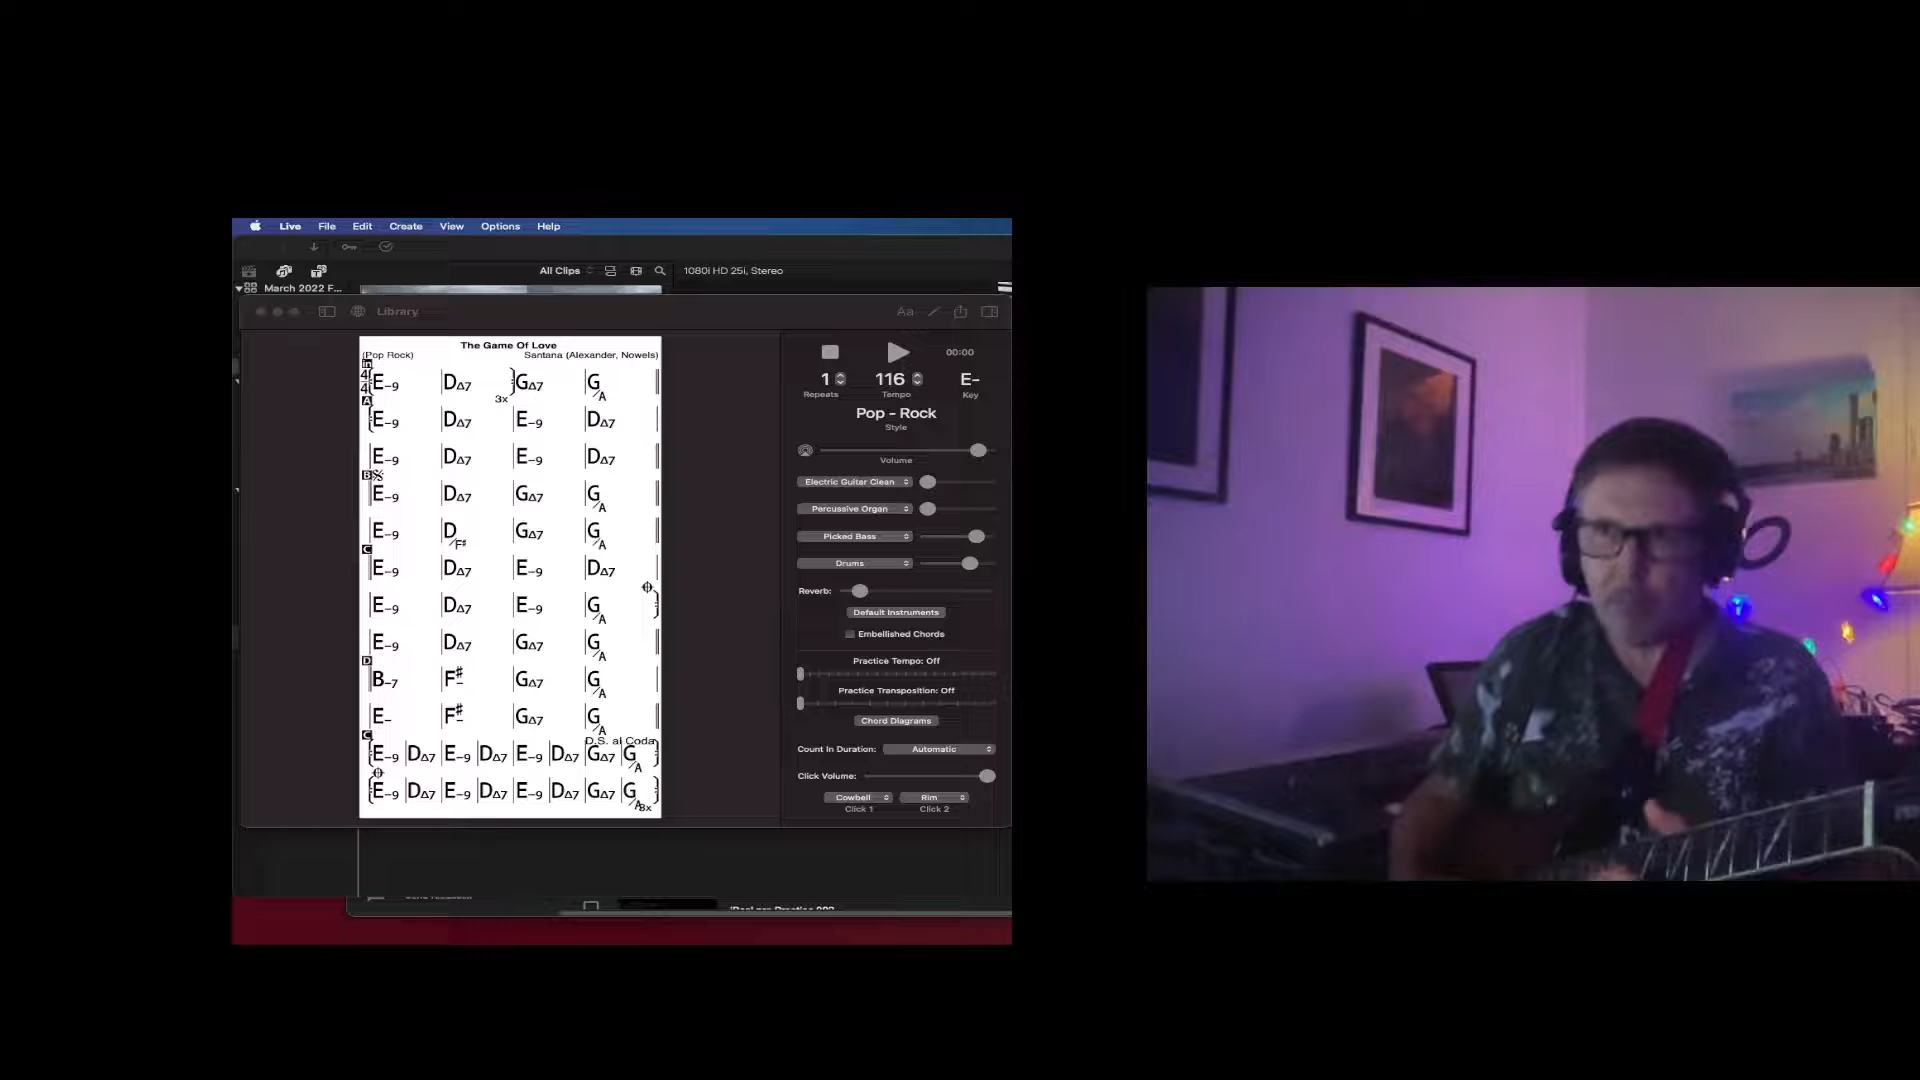 Live File Edit Create View Options Help
All Clips 1080i HD 25i, Stereo
March 2022 F...
Library Aa
The Game Of Love
(Pop Rock) Santana (Alexander, Nowels)
in
4/4 E–9 DΔ7 GΔ7 G/A
3x
A
E–9 DΔ7 E–9 DΔ7
E–9 DΔ7 E–9 DΔ7
B
E–9 DΔ7 GΔ7 G/A
E–9 D/F♯ GΔ7 G/A
C
E–9 DΔ7 E–9 DΔ7
E–9 DΔ7 E–9 G/A
E–9 DΔ7 GΔ7 G/A
D
B–7 F♯– GΔ7 G/A
E– F♯– GΔ7 G/A
D.S. al Coda
C
E–9 DΔ7 E–9 DΔ7 E–9 DΔ7 GΔ7 G/A
E–9 DΔ7 E–9 DΔ7 E–9 DΔ7 GΔ7 G/A
00:00
1 116 E-
Repeats Tempo Key
Pop - Rock
Style
Volume
Electric Guitar Clean
Percussive Organ
Picked Bass
Drums
Reverb:
Default Instruments
Embellished Chords
Practice Tempo: Off
Practice Transposition: Off
Chord Diagrams
Count In Duration: Automatic
Click Volume:
Cowbell Rim
Click 1 Click 2